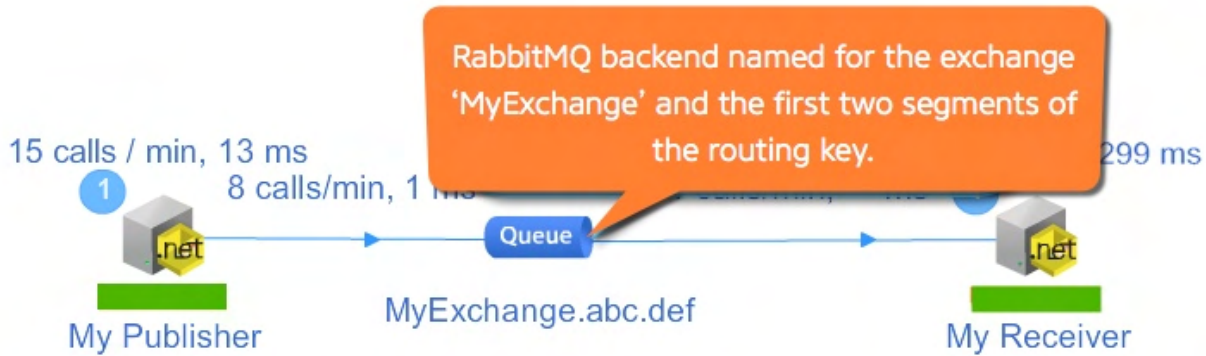 RabbitMQ backend named for the exchange
‘MyExchange’ and the first two segments of
the routing key.
15 calls / min, 13 ms
299 ms
1
8 calls/min, 1 ms
.net
Queue
.net
MyExchange.abc.def
My Publisher
My Receiver